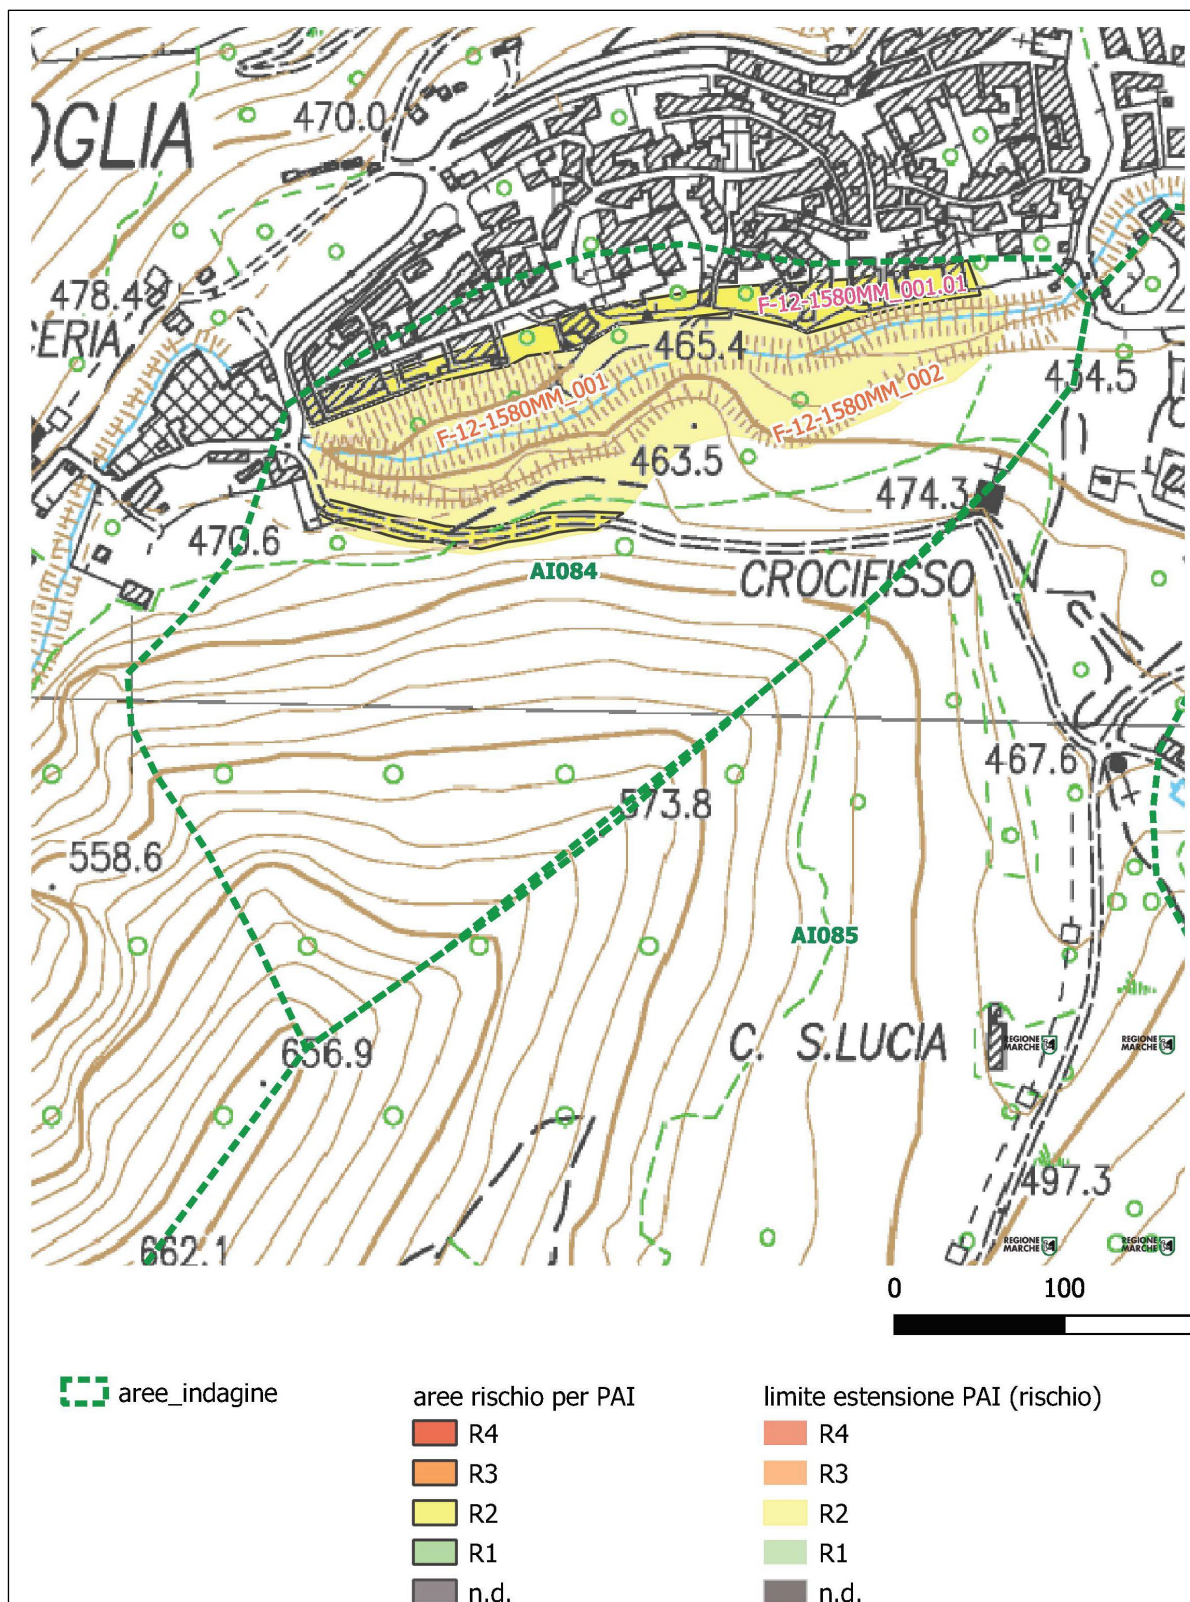 470.0
OGLIA
478.4
CERIA
F-12-1580MM_001.01
465.4
454.5
F-12-1580MM_001
F-12-1580MM_002
463.5
474.3
470.6
AI084
CROCIFISSO
467.6
573.8
558.6
AI085
656.9
C. S.LUCIA
REGIONE MARCHE
REGIONE MARCHE
497.3
662.1
REGIONE MARCHE
REGIONE MARCHE
0 100
aree_indagine
aree rischio per PAI
R4
R3
R2
R1
n.d.
limite estensione PAI (rischio)
R4
R3
R2
R1
n.d.